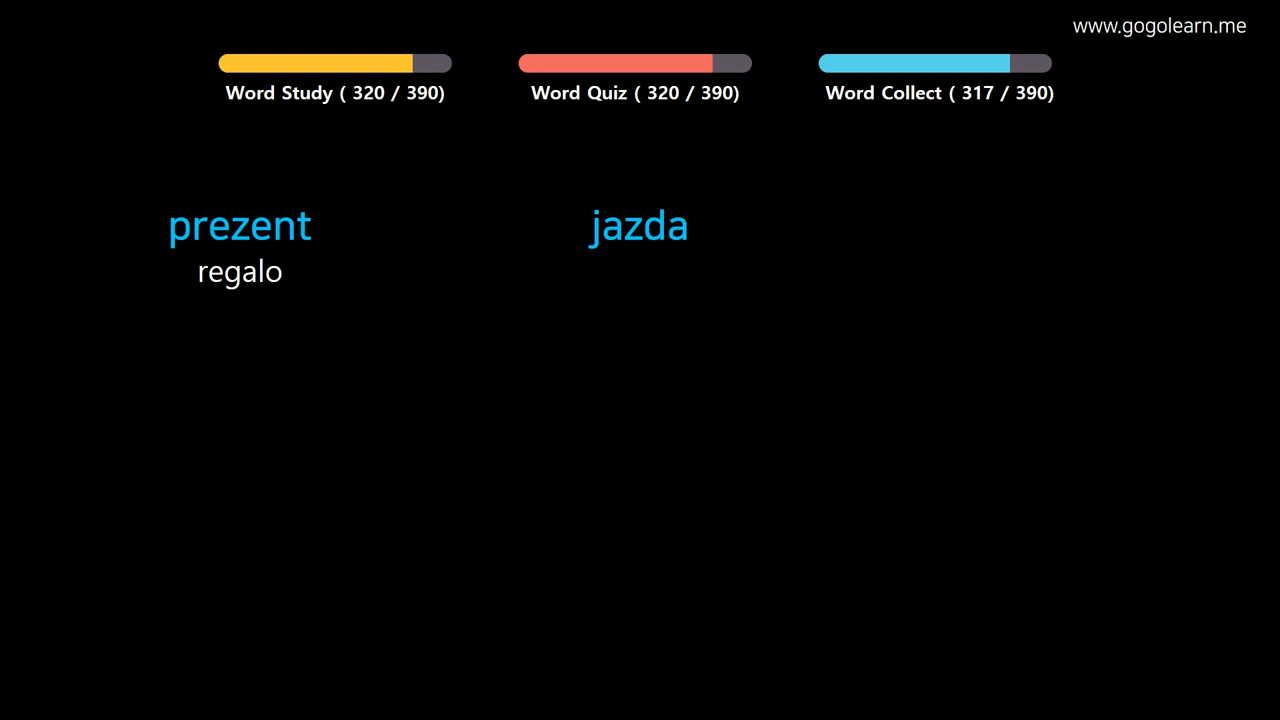 www.gogolearn.me
Word Study ( 320 / 390)
Word Quiz ( 320 / 390)
Word Collect ( 317 / 390)
prezent
regalo
jazda